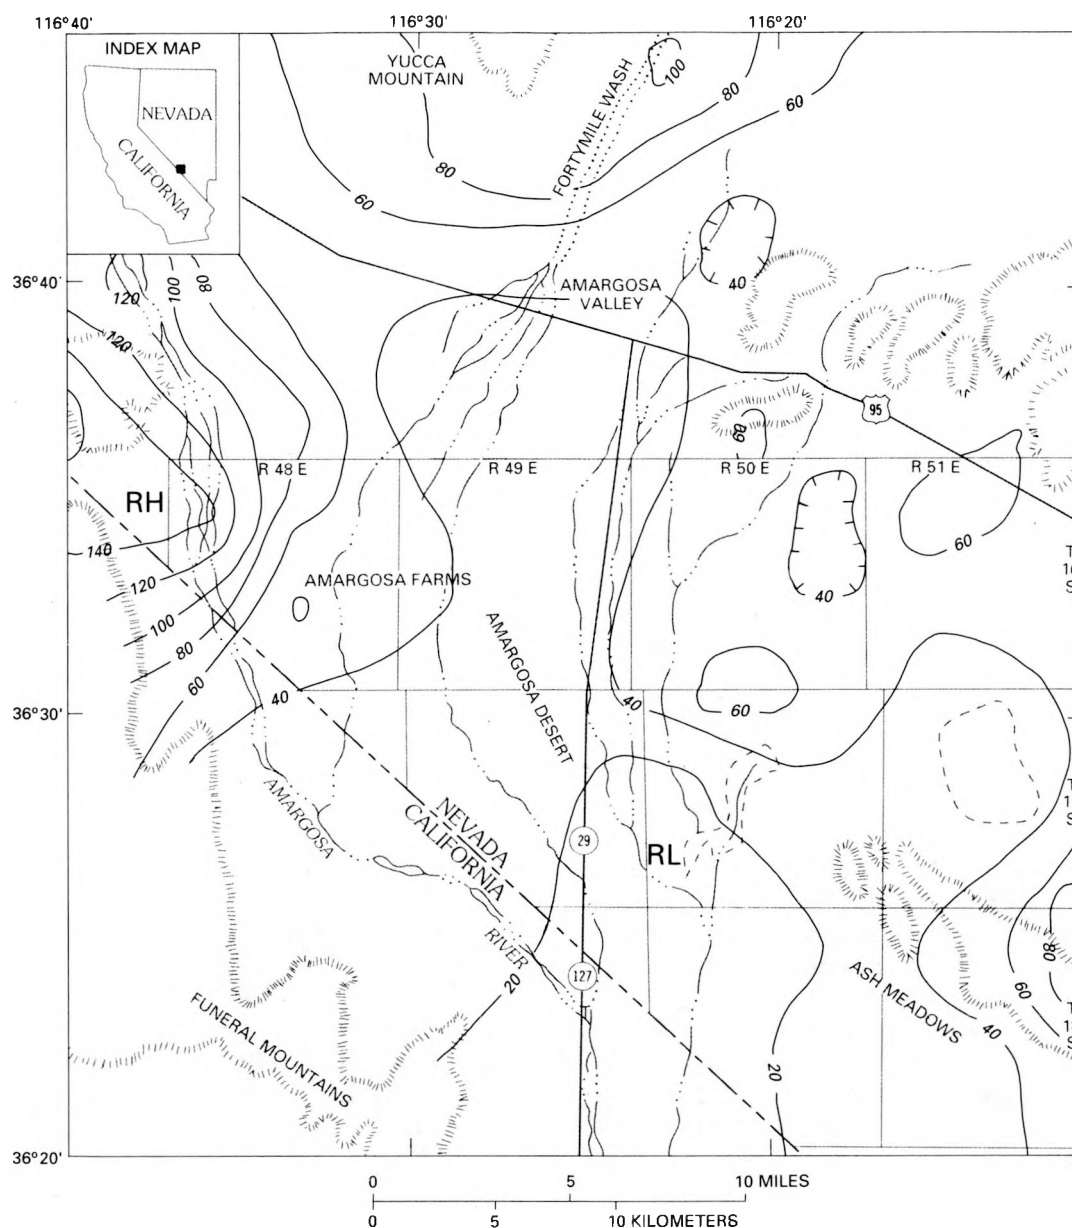 116°40'
116°30'
116°20'
INDEX MAP
NEVADA
CALIFORNIA
YUCCA
MOUNTAIN
FORTYMILE WASH
100
80
60
80
60
36°40'
120
100
80
120
40
AMARGOSA
VALLEY
95
60
R 48 E
R 49 E
R 50 E
R 51 E
RH
60
140
120
100
80
60
40
AMARGOSA FARMS
40
AMARGOSA DESERT
40
60
36°30'
AMARGOSA
RIVER
NEVADA
CALIFORNIA
29
RL
127
20
20
ASH MEADOWS
80
60
40
FUNERAL MOUNTAINS
36°20'
0 5 10 MILES
0 5 10 KILOMETERS